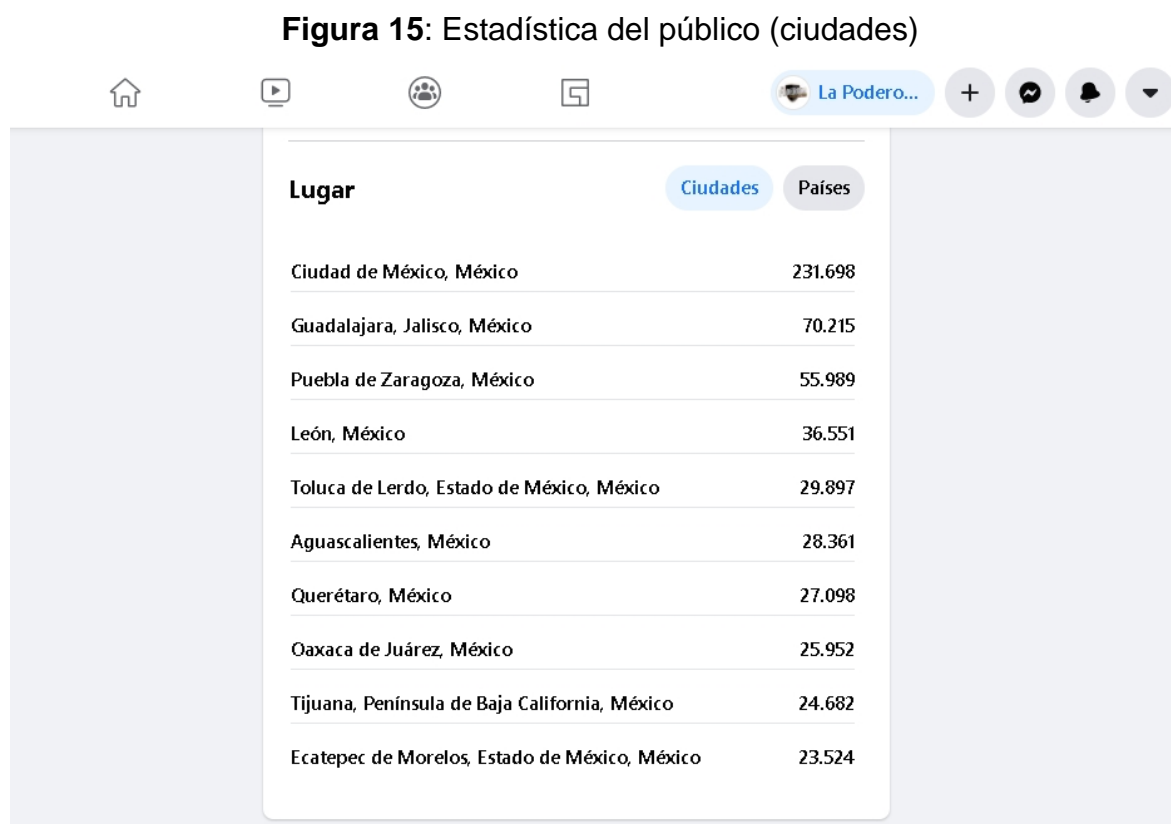 Figura 15: Estadística del público (ciudades)
La Podero...
Lugar
Ciudades
Países
Ciudad de México, México 231.698
Guadalajara, Jalisco, México 70.215
Puebla de Zaragoza, México 55.989
León, México 36.551
Toluca de Lerdo, Estado de México, México 29.897
Aguascalientes, México 28.361
Querétaro, México 27.098
Oaxaca de Juárez, México 25.952
Tijuana, Península de Baja California, México 24.682
Ecatepec de Morelos, Estado de México, México 23.524